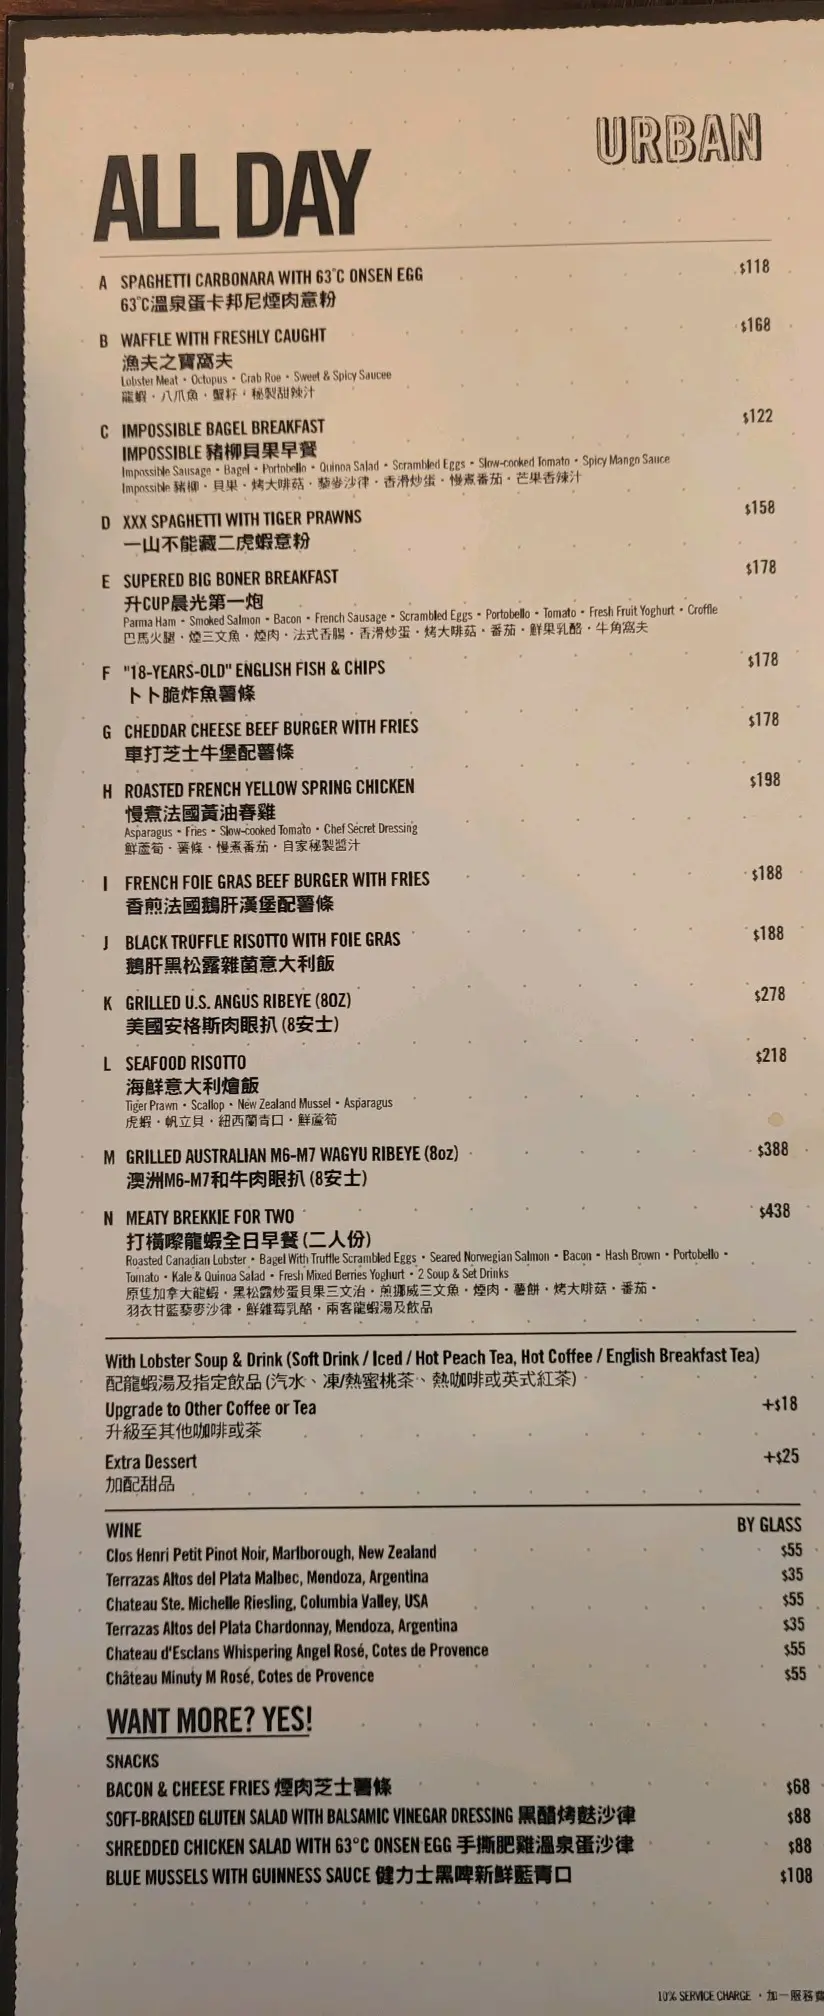 URBAN
ALL DAY
A SPAGHETTI CARBONARA WITH 63°C ONSEN EGG $118
63°C溫泉蛋卡邦尼煙肉意粉
B WAFFLE WITH FRESHLY CAUGHT $168
漁夫之寶窩夫
Lobster Meat • Octopus • Crab Roe • Sweet & Spicy Saucee
龍蝦 • 八爪魚 • 蟹籽 • 秘製甜辣汁
C IMPOSSIBLE BAGEL BREAKFAST $122
IMPOSSIBLE 豬柳貝果早餐
Impossible Sausage • Bagel • Portobello • Quinoa Salad • Scrambled Eggs • Slow-cooked Tomato • Spicy Mango Sauce
Impossible 豬柳 • 貝果 • 烤大啡菇 • 藜麥沙律 • 香滑炒蛋 • 慢煮番茄 • 芒果香辣汁
D XXX SPAGHETTI WITH TIGER PRAWNS $158
一山不能藏二虎蝦意粉
E SUPERED BIG BONER BREAKFAST $178
升CUP晨光第一炮
Parma Ham • Smoked Salmon • Bacon • French Sausage • Scrambled Eggs • Portobello • Tomato • Fresh Fruit Yoghurt • Croffle
巴馬火腿 • 煙三文魚 • 煙肉 • 法式香腸 • 香滑炒蛋 • 烤大啡菇 • 番茄 • 鮮果乳酪 • 牛角窩夫
F "18-YEARS-OLD" ENGLISH FISH & CHIPS $178
卜卜脆炸魚薯條
G CHEDDAR CHEESE BEEF BURGER WITH FRIES $178
車打芝士牛堡配薯條
H ROASTED FRENCH YELLOW SPRING CHICKEN $198
慢煮法國黃油春雞
Asparagus • Fries • Slow-cooked Tomato • Chef Secret Dressing
鮮蘆筍 • 薯條 • 慢煮番茄 • 自家秘製醬汁
I FRENCH FOIE GRAS BEEF BURGER WITH FRIES $188
香煎法國鵝肝漢堡配薯條
J BLACK TRUFFLE RISOTTO WITH FOIE GRAS $188
鵝肝黑松露雜菌意大利飯
K GRILLED U.S. ANGUS RIBEYE (8OZ) $278
美國安格斯肉眼扒 (8安士)
L SEAFOOD RISOTTO $218
海鮮意大利燴飯
Tiger Prawn • Scallop • New Zealand Mussel • Asparagus
虎蝦 • 帆立貝 • 紐西蘭青口 • 鮮蘆筍
M GRILLED AUSTRALIAN M6-M7 WAGYU RIBEYE (8oz) $388
澳洲M6-M7和牛肉眼扒 (8安士)
N MEATY BREKKIE FOR TWO $438
打橫嚟龍蝦全日早餐 (二人份)
Roasted Canadian Lobster • Bagel With Truffle Scrambled Eggs • Seared Norwegian Salmon • Bacon • Hash Brown • Portobello •
Tomato • Kale & Quinoa Salad • Fresh Mixed Berries Yoghurt • 2 Soup & Set Drinks
原隻加拿大龍蝦 • 黑松露炒蛋貝果三文治 • 煎挪威三文魚 • 煙肉 • 薯餅 • 烤大啡菇 • 番茄 •
羽衣甘藍藜麥沙律 • 鮮雜莓乳酪 • 兩客龍蝦湯及飲品
With Lobster Soup & Drink (Soft Drink / Iced / Hot Peach Tea, Hot Coffee / English Breakfast Tea)
配龍蝦湯及指定飲品 (汽水、凍/熱蜜桃茶、熱咖啡或英式紅茶)
Upgrade to Other Coffee or Tea +$18
升級至其他咖啡或茶
Extra Dessert +$25
加配甜品
WINE BY GLASS
Clos Henri Petit Pinot Noir, Marlborough, New Zealand $55
Terrazas Altos del Plata Malbec, Mendoza, Argentina $35
Chateau Ste. Michelle Riesling, Columbia Valley, USA $55
Terrazas Altos del Plata Chardonnay, Mendoza, Argentina $35
Chateau d'Esclans Whispering Angel Rosé, Cotes de Provence $55
Château Minuty M Rosé, Cotes de Provence $55
WANT MORE? YES!
SNACKS
BACON & CHEESE FRIES 煙肉芝士薯條 $68
SOFT-BRAISED GLUTEN SALAD WITH BALSAMIC VINEGAR DRESSING 黑醋烤麩沙律 $88
SHREDDED CHICKEN SALAD WITH 63°C ONSEN EGG 手撕肥雞溫泉蛋沙律 $88
BLUE MUSSELS WITH GUINNESS SAUCE 健力士黑啤新鮮藍青口 $108
10% SERVICE CHARGE • 加一服務費